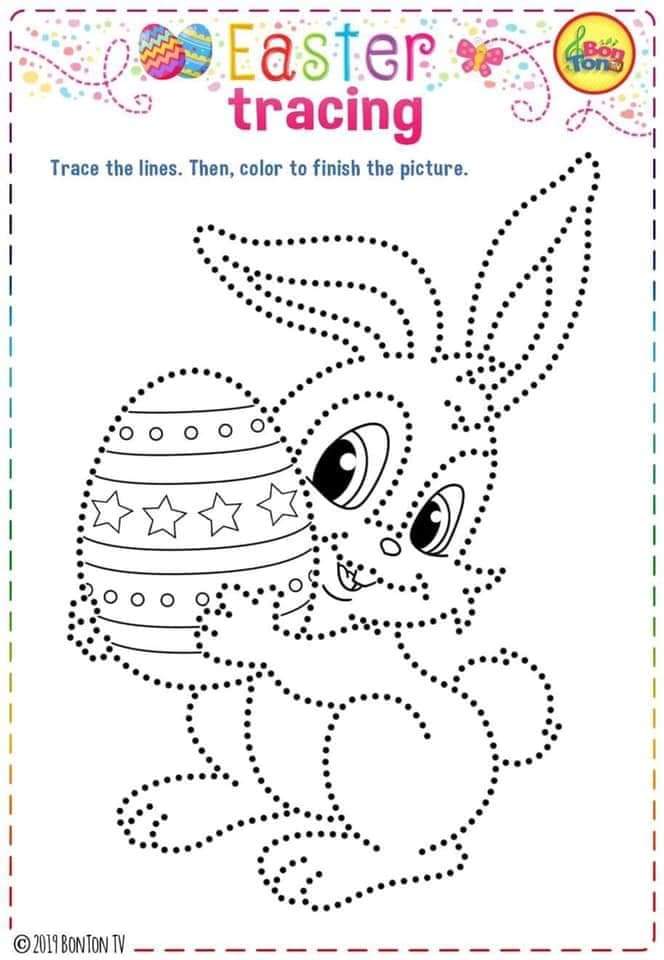 Easter
Bon
Ton
tracing
Trace the lines. Then, color to finish the picture.
© 2019 BONTON TV